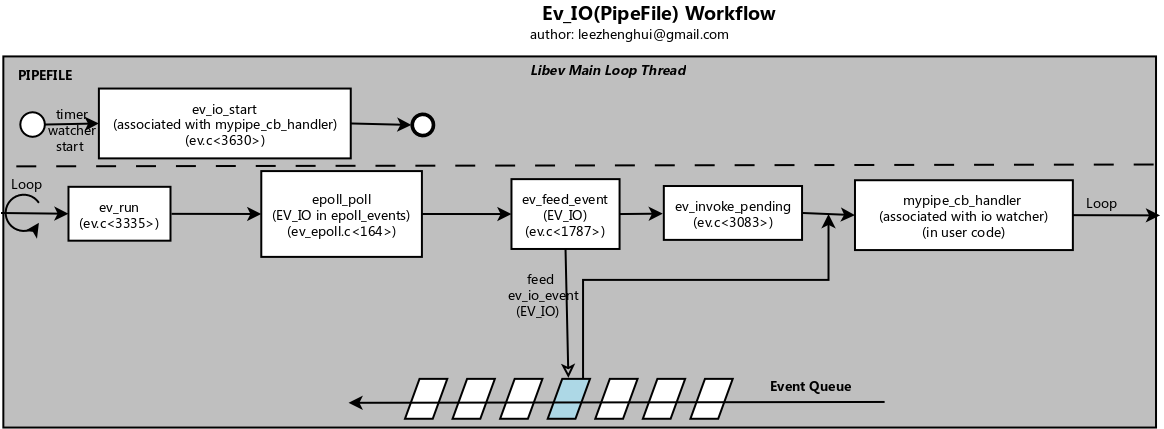 Ev_IO(PipeFile) Workflow
author: leezhenghui@gmail.com
PIPEFILE
Libev Main Loop Thread
timer
watcher
start
ev_io_start
(associated with mypipe_cb_handler)
(ev.c<3630>)
Loop
ev_run
(ev.c<3335>)
epoll_poll
(EV_IO in epoll_events)
(ev_epoll.c<164>)
ev_feed_event
(EV_IO)
(ev.c<1787>)
ev_invoke_pending
(ev.c<3083>)
mypipe_cb_handler
(associated with io watcher)
(in user code)
Loop
feed
ev_io_event
(EV_IO)
Event Queue